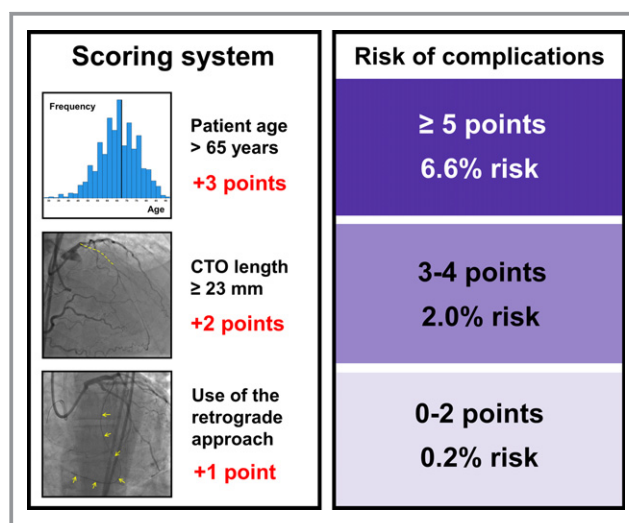 Scoring system
Frequency
Age
Patient age
> 65 years
+3 points
CTO length
≥ 23 mm
+2 points
Use of the
retrograde
approach
+1 point
Risk of complications
≥ 5 points
6.6% risk
3-4 points
2.0% risk
0-2 points
0.2% risk